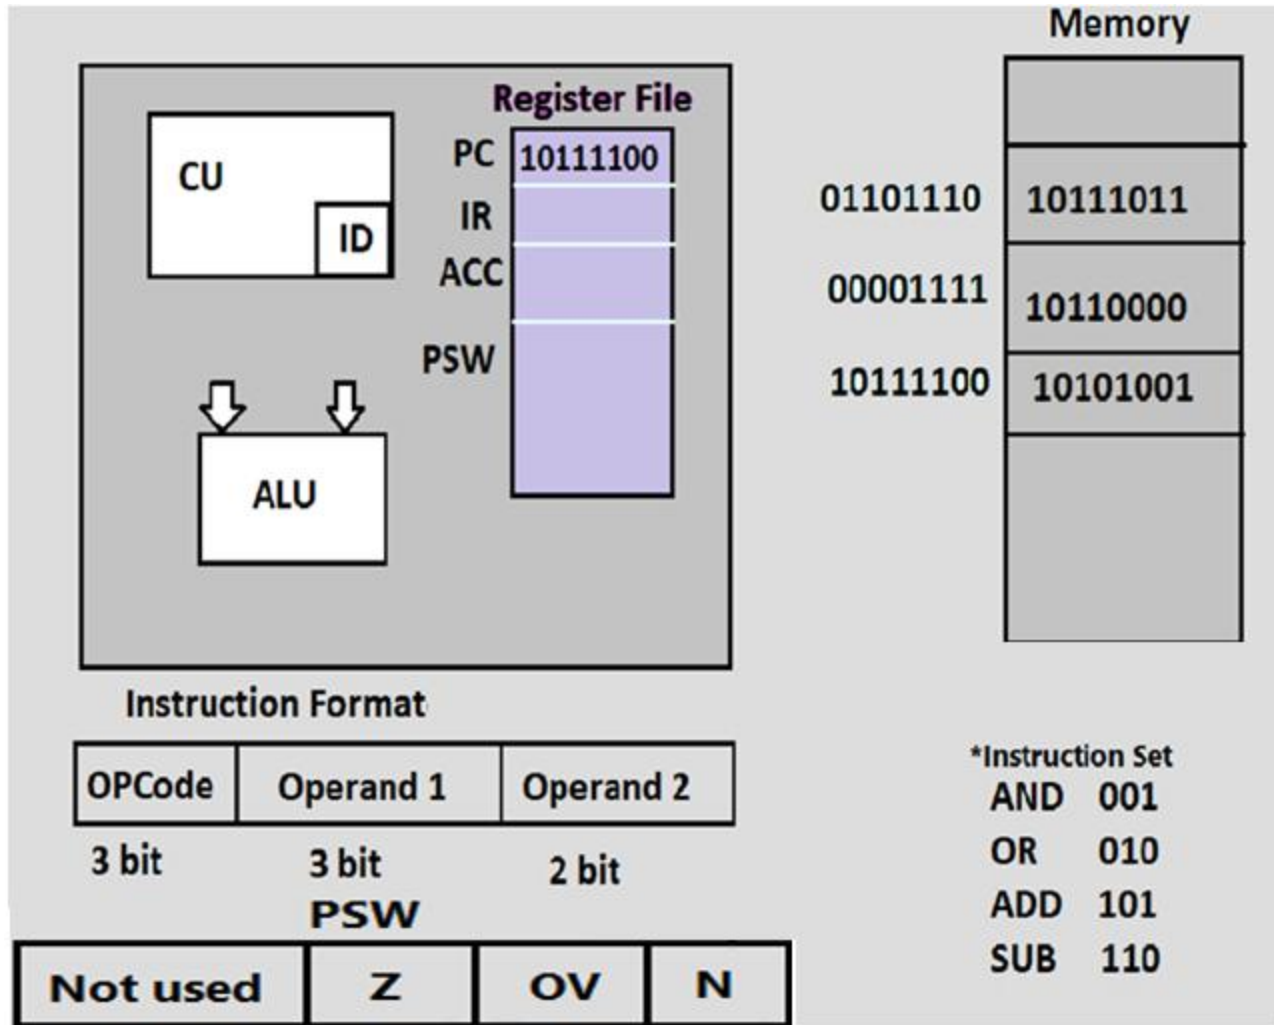 Memory
Register File
CU
ID
PC 10111100
IR
ACC
PSW
ALU
01101110 10111011
00001111 10110000
10111100 10101001
Instruction Format
OPCode Operand 1 Operand 2
3 bit 3 bit 2 bit
*Instruction Set
AND 001
OR 010
ADD 101
SUB 110
PSW
Not used Z OV N